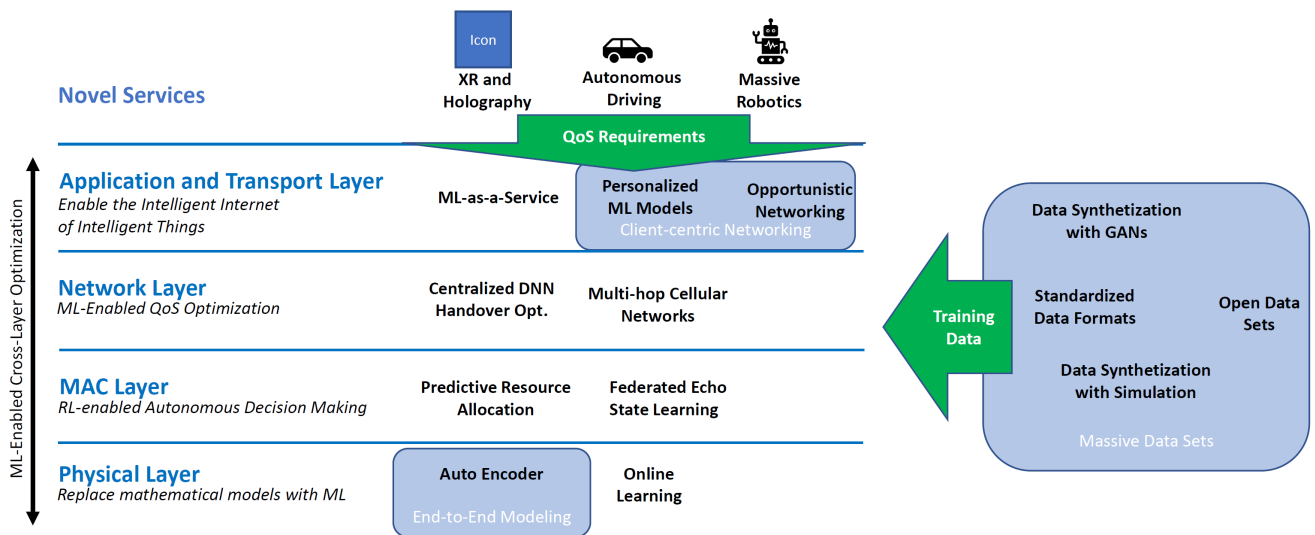 Icon
XR and
Holography
Autonomous
Driving
Massive
Robotics
Novel Services
QoS Requirements
ML-Enabled Cross-Layer Optimization
Application and Transport Layer
Enable the Intelligent Internet
of Intelligent Things
ML-as-a-Service
Personalized
ML Models
Opportunistic
Networking
Client-centric Networking
Network Layer
ML-Enabled QoS Optimization
Centralized DNN
Handover Opt.
Multi-hop Cellular
Networks
MAC Layer
RL-enabled Autonomous Decision Making
Predictive Resource
Allocation
Federated Echo
State Learning
Physical Layer
Replace mathematical models with ML
Auto Encoder
End-to-End Modeling
Online
Learning
Training
Data
Data Synthetization
with GANs
Standardized
Data Formats
Open Data
Sets
Data Synthetization
with Simulation
Massive Data Sets